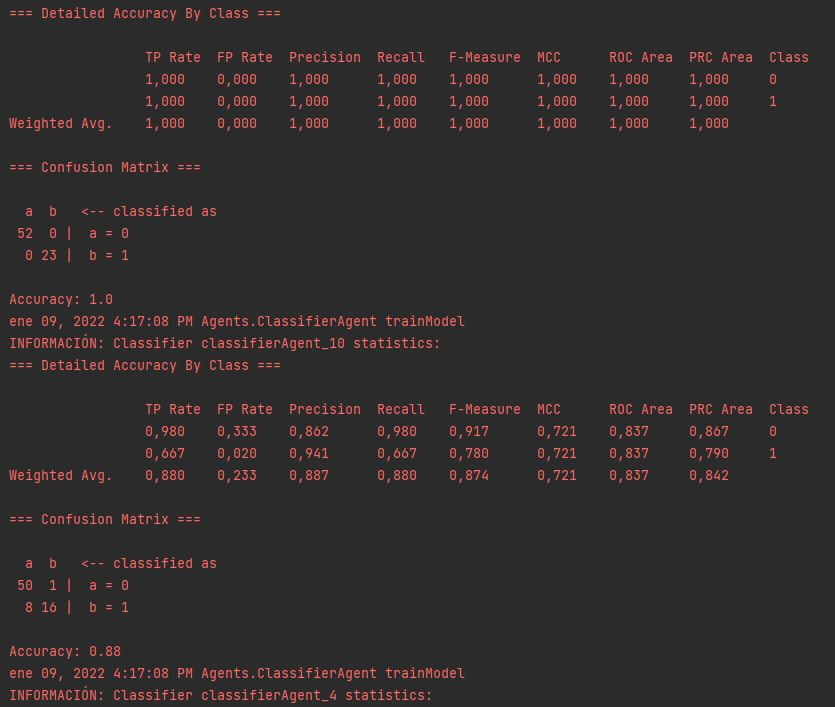 === Detailed Accuracy By Class ===
TP Rate  FP Rate  Precision  Recall   F-Measure  MCC      ROC Area  PRC Area  Class
1,000    0,000    1,000      1,000    1,000      1,000    1,000     1,000     0
1,000    0,000    1,000      1,000    1,000      1,000    1,000     1,000     1
Weighted Avg.    1,000    0,000    1,000      1,000    1,000      1,000    1,000     1,000
=== Confusion Matrix ===
a  b   <-- classified as
52  0 |  a = 0
0 23 |  b = 1
Accuracy: 1.0
ene 09, 2022 4:17:08 PM Agents.ClassifierAgent trainModel
INFORMACIÓN: Classifier classifierAgent_10 statistics:
=== Detailed Accuracy By Class ===
TP Rate  FP Rate  Precision  Recall   F-Measure  MCC      ROC Area  PRC Area  Class
0,980    0,333    0,862      0,980    0,917      0,721    0,837     0,867     0
0,667    0,020    0,941      0,667    0,780      0,721    0,837     0,790     1
Weighted Avg.    0,880    0,233    0,887      0,880    0,874      0,721    0,837     0,842
=== Confusion Matrix ===
a  b   <-- classified as
50  1 |  a = 0
8 16 |  b = 1
Accuracy: 0.88
ene 09, 2022 4:17:08 PM Agents.ClassifierAgent trainModel
INFORMACIÓN: Classifier classifierAgent_4 statistics: